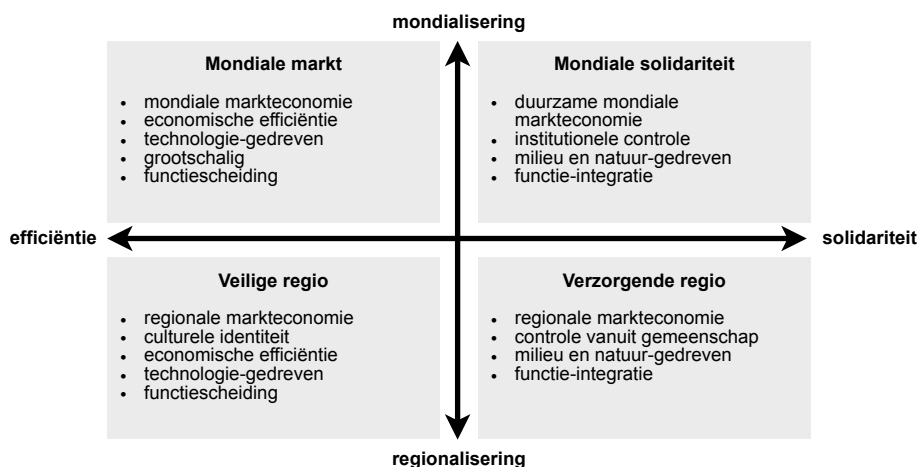 mondialisering
Mondiale markt
• mondiale markteconomie
• economische efficiëntie
• technologie-gedreven
• grootschalig
• functiescheiding
Mondiale solidariteit
• duurzame mondiale
markteconomie
• institutionele controle
• milieu en natuur-gedreven
• functie-integratie
efficiëntie
solidariteit
Veilige regio
• regionale markteconomie
• culturele identiteit
• economische efficiëntie
• technologie-gedreven
• functiescheiding
Verzorgende regio
• regionale markteconomie
• controle vanuit gemeenschap
• milieu en natuur-gedreven
• functie-integratie
regionalisering